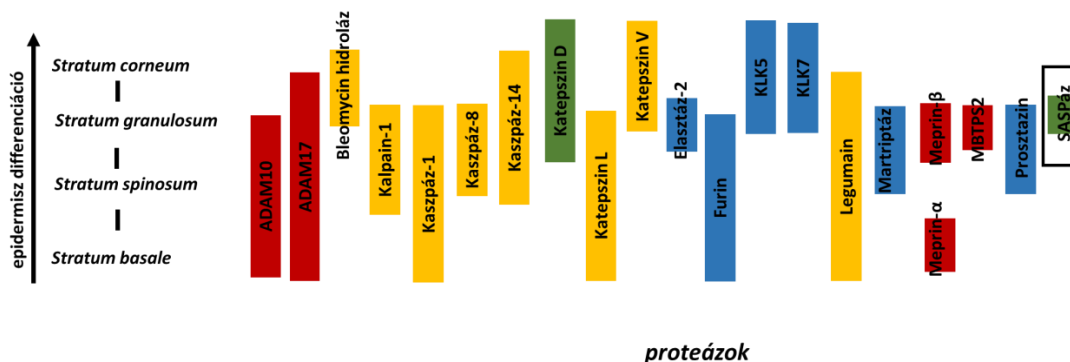 epidermisz differenciáció
Stratum corneum
Stratum granulosum
Stratum spinosum
Stratum basale
ADAM10
ADAM17
Bleomycin hidroláz
Kalpain-1
Kaszpáz-1
Kaszpáz-8
Kaszpáz-14
Katepszin D
Katepszin L
Katepszin V
Elasztáz-2
Furin
KLK5
KLK7
Legumain
Martriptáz
Meprin-β
Meprin-α
MBTPS2
Prosztazin
SASPáz
proteázok